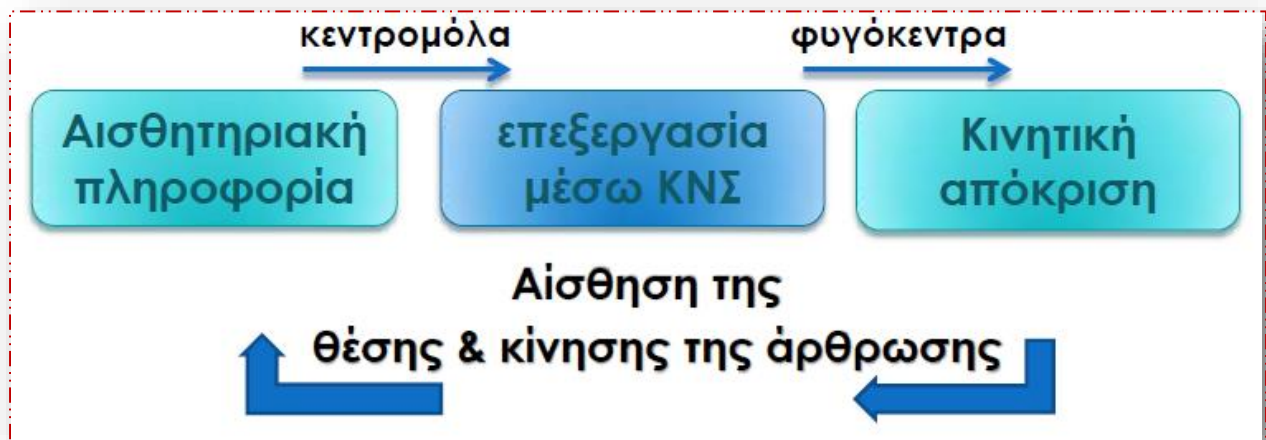 κεντρομόλα
φυγόκεντρα
Αισθητηριακή
πληροφορία
επεξεργασία
μέσω ΚΝΣ
Κινητική
απόκριση
Αίσθηση της
θέσης & κίνησης της άρθρωσης